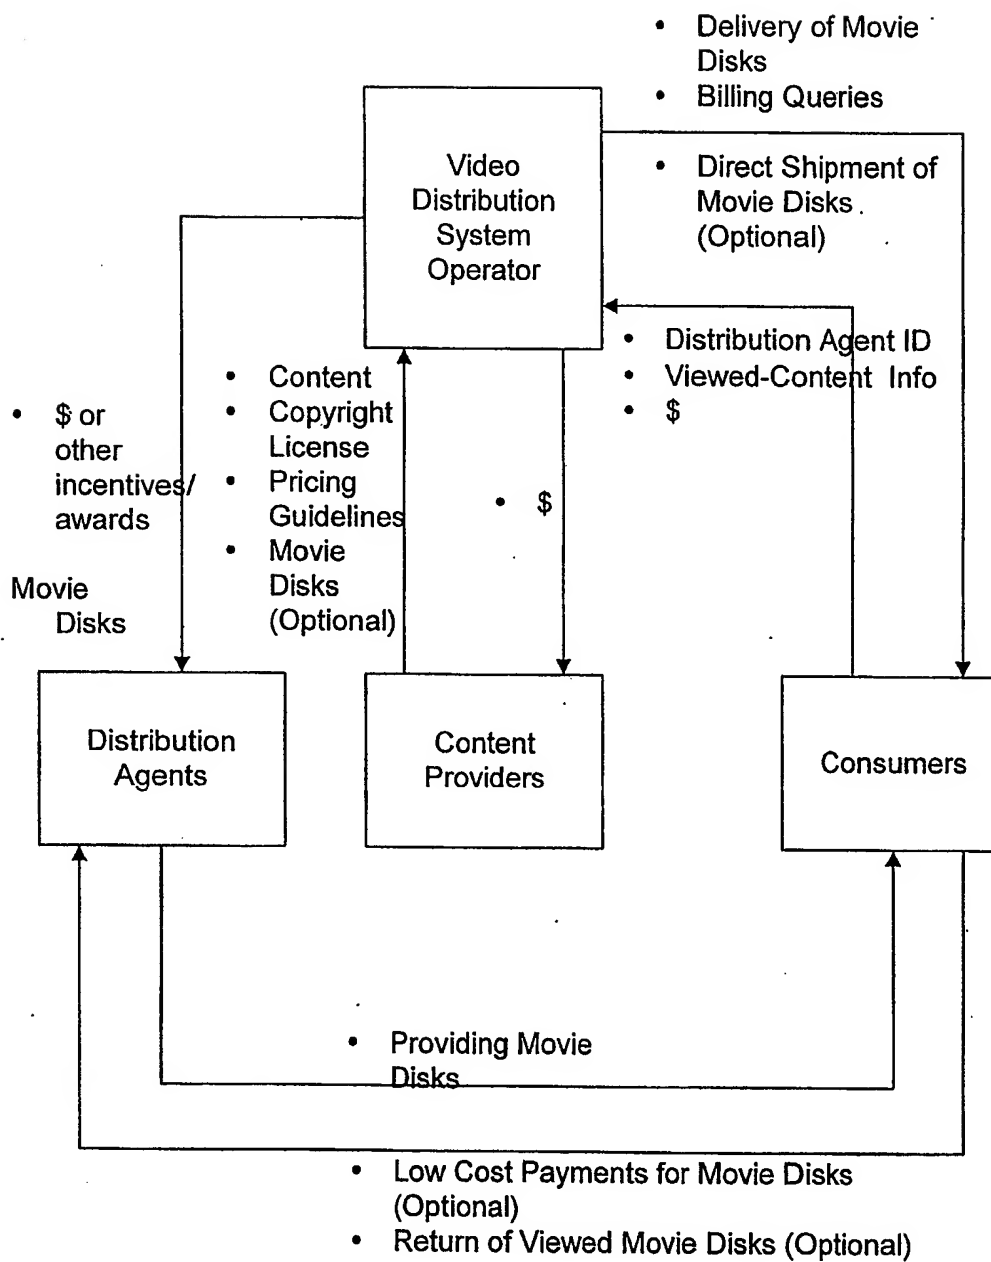 • Delivery of Movie
Disks
• Billing Queries
Video
Distribution
System
Operator
• Direct Shipment of
Movie Disks
(Optional)
• Distribution Agent ID
• Viewed-Content Info
• $
• Content
• Copyright
License
• Pricing
Guidelines
• Movie
Disks
(Optional)
• $ or
other
incentives/
awards
Movie
Disks
• $
Distribution
Agents
Content
Providers
Consumers
• Providing Movie
Disks
• Low Cost Payments for Movie Disks
(Optional)
• Return of Viewed Movie Disks (Optional)